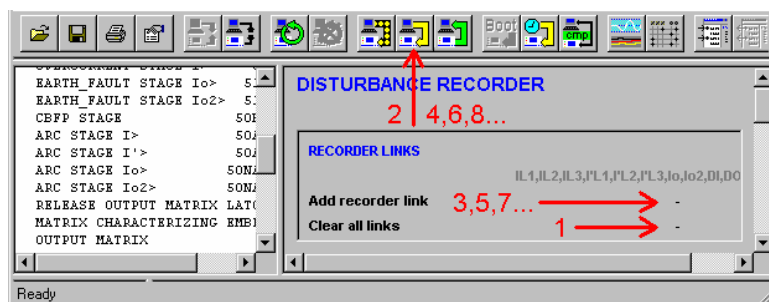 Boot
cmp
OVERCURRENT STAGE I>
EARTH_FAULT STAGE Io>
EARTH_FAULT STAGE Io2>
CBFP STAGE
ARC STAGE I>
ARC STAGE I'>
ARC STAGE Io>
ARC STAGE Io2>
RELEASE OUTPUT MATRIX
MATRIX CHARACTERIZING
OUTPUT MATRIX
DISTURBANCE RECORDER
2 4,6,8...
RECORDER LINKS
IL1,IL2,IL3,I'L1,I'L2,I'L3,Io,Io2,DI,DO
Add recorder link 3,5,7... -
Clear all links 1 -
Ready